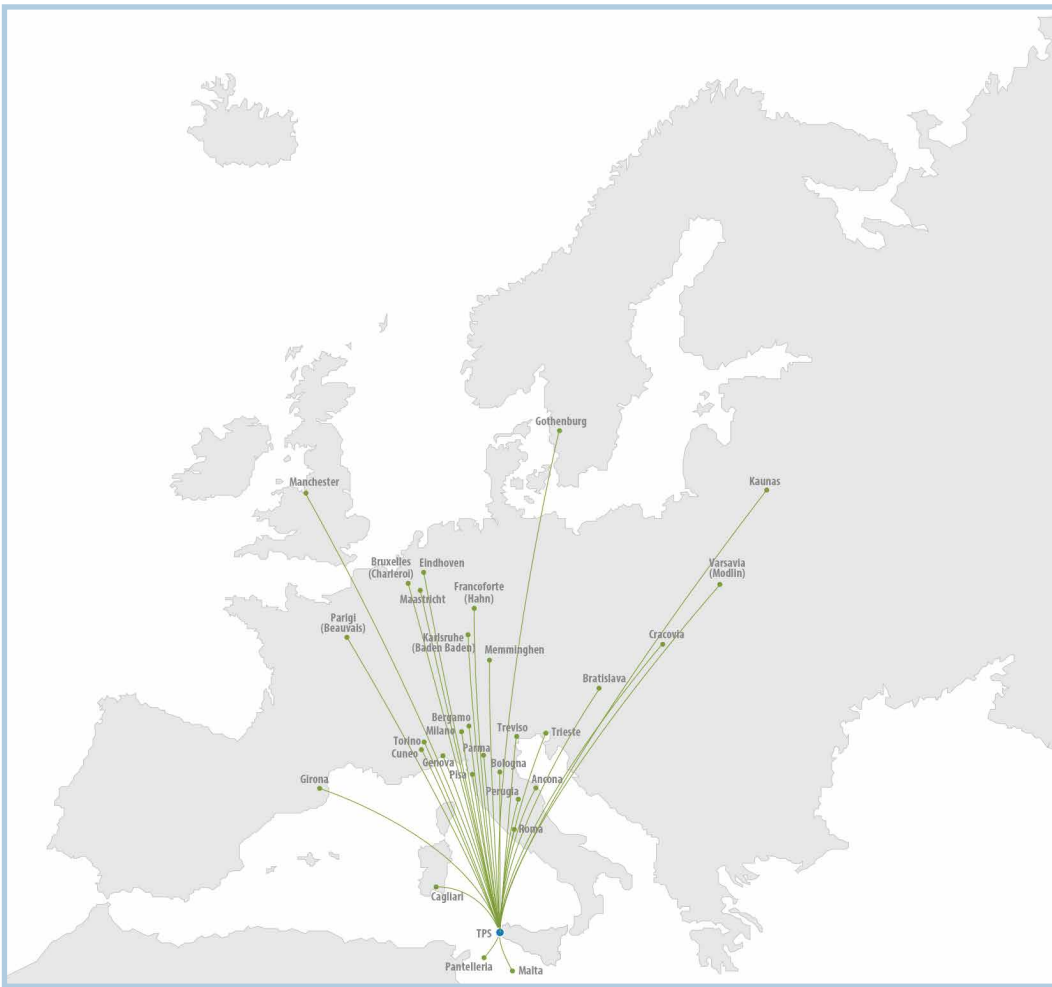 Gothenburg
Manchester
Kaunas
Bruxelles
(Charleroi)
Eindhoven
Varsavia
(Modlin)
Maastricht
Francoforte
(Hahn)
Parigi
(Beauvais)
Karlsruhe
(Baden Baden)
Cracovia
Memminghen
Bratislava
Bergamo
Milano
Treviso
Trieste
Torino
Cuneo
Parma
Genova
Bologna
Pisa
Girona
Ancona
Perugia
Roma
Cagliari
TPS
Pantelleria
Malta